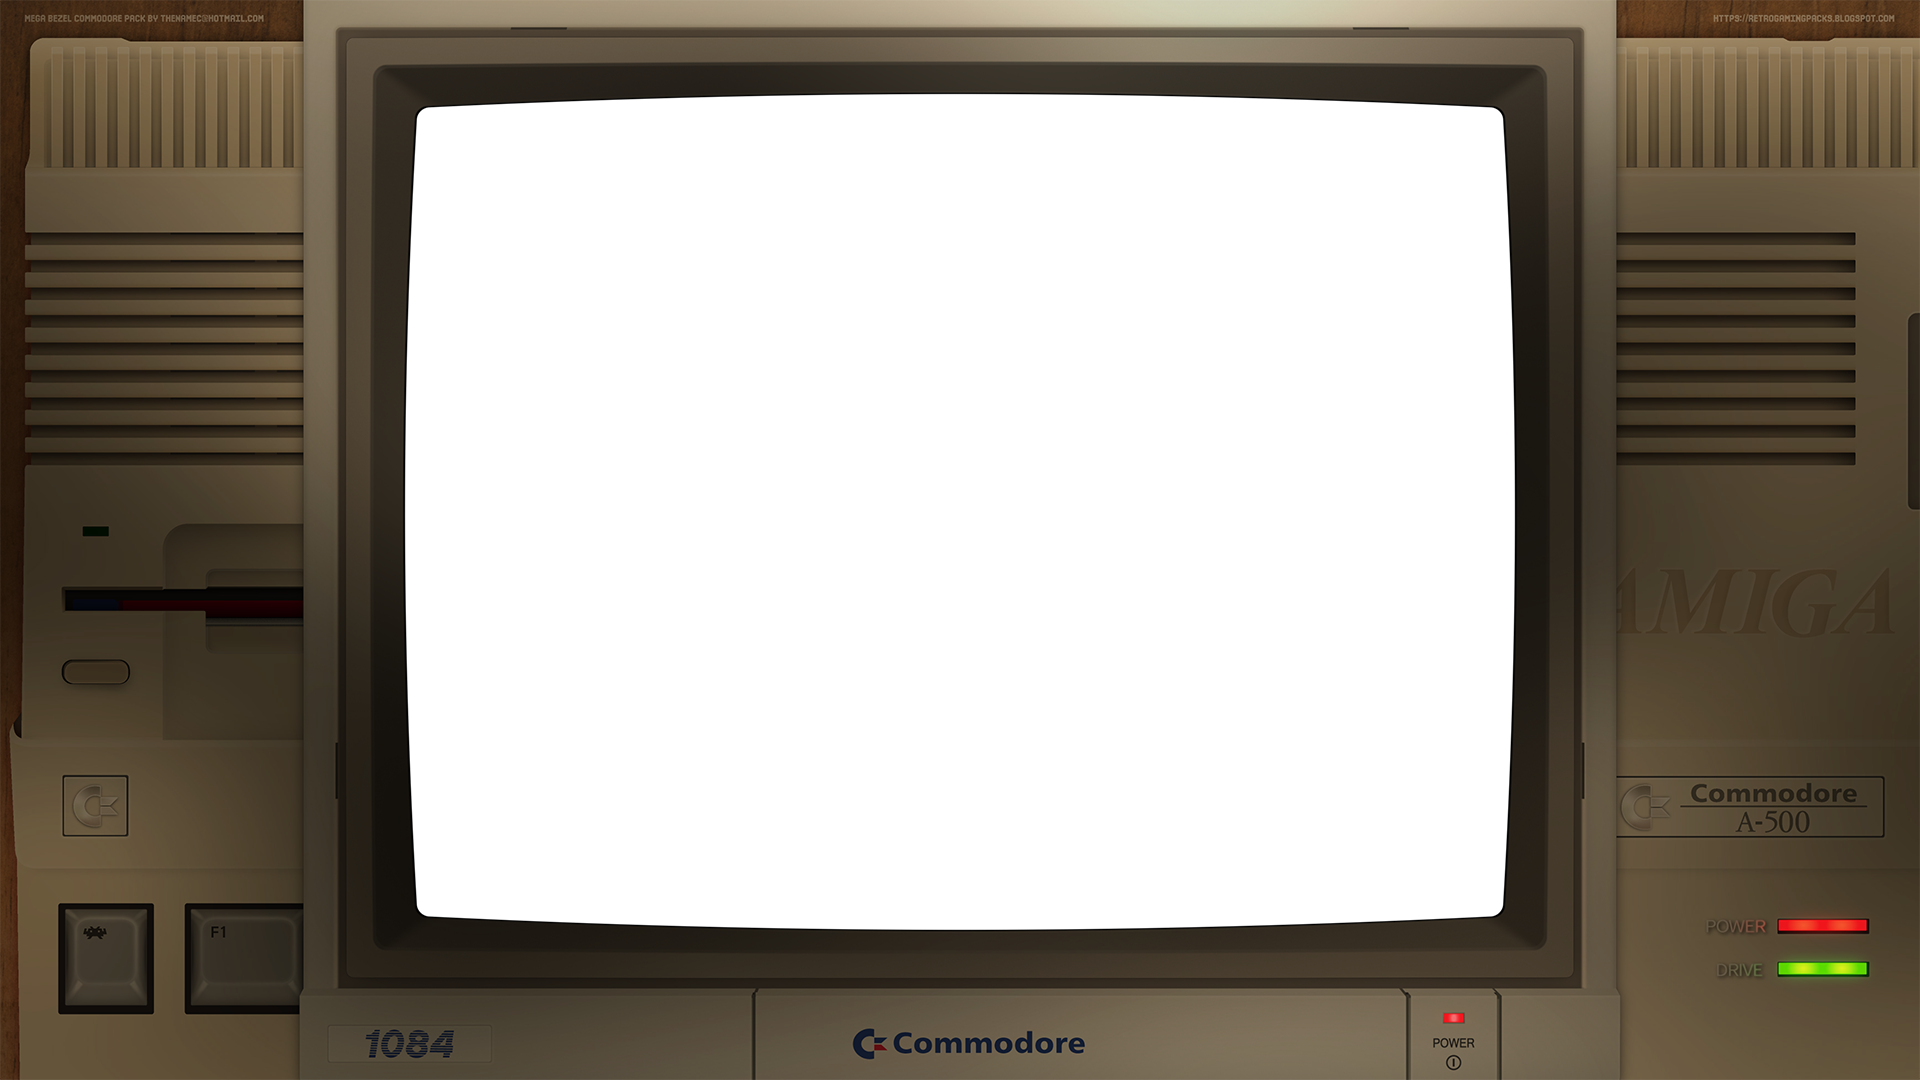 MEGA BEZEL COMMODORE PACK BY THENAMEC@HOTMAIL.COM
HTTPS://RETROGAMINGPACKS.BLOGSPOT.COM
AMIGA
Commodore
A-500
F1
POWER
DRIVE
1084
Commodore
POWER